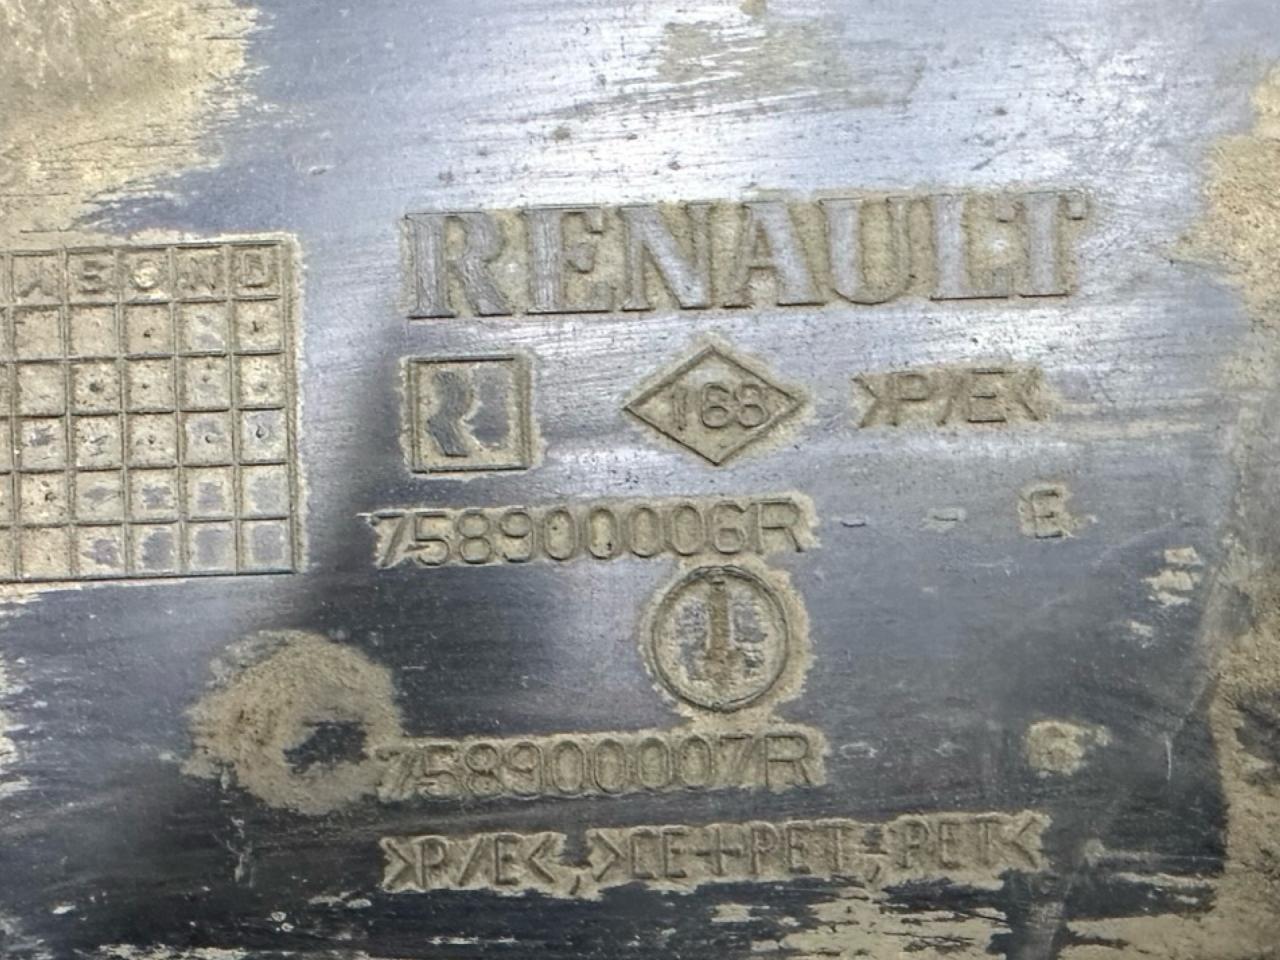 RENAULT
S O N D
168
>P/E<
758900006R - - E
758900007R - -
>P/E<,>CE+PET;PET<